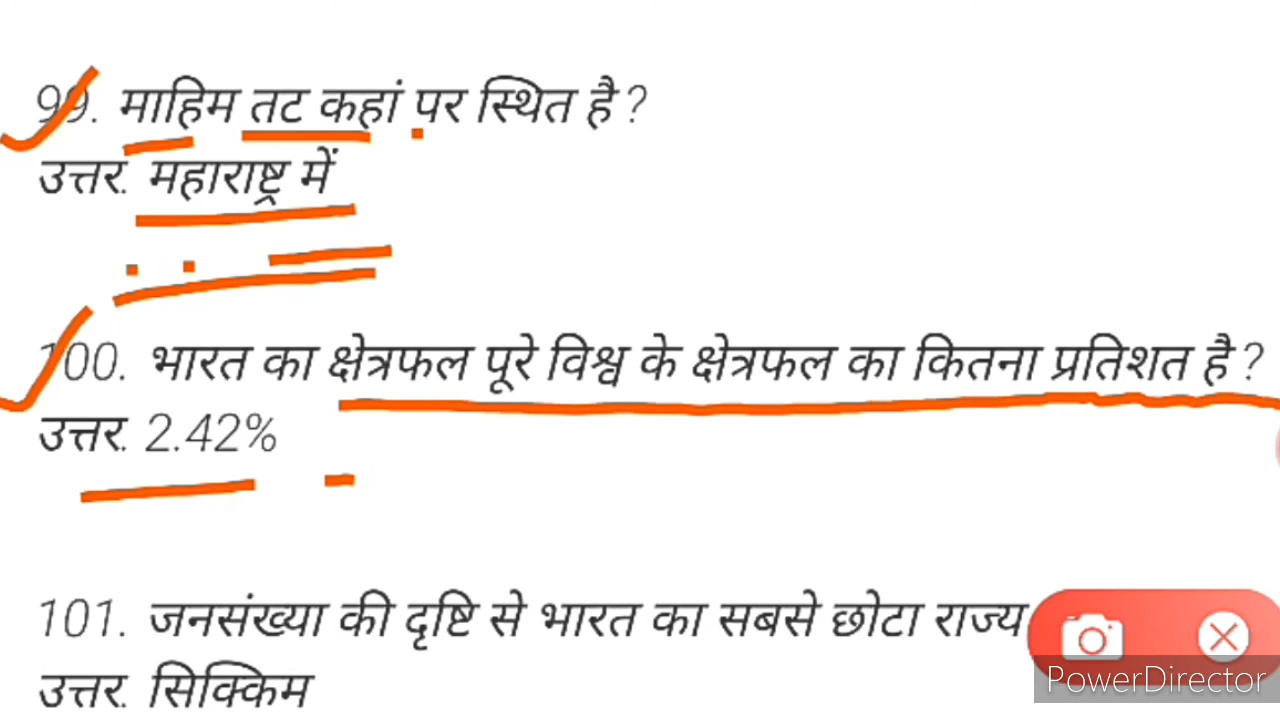 99. माहिम तट कहां पर स्थित है?
उत्तर. महाराष्ट्र में
100. भारत का क्षेत्रफल पूरे विश्व के क्षेत्रफल का कितना प्रतिशत है?
उत्तर. 2.42%
101. जनसंख्या की दृष्टि से भारत का सबसे छोटा राज्य
उत्तर. सिक्किम
PowerDirector